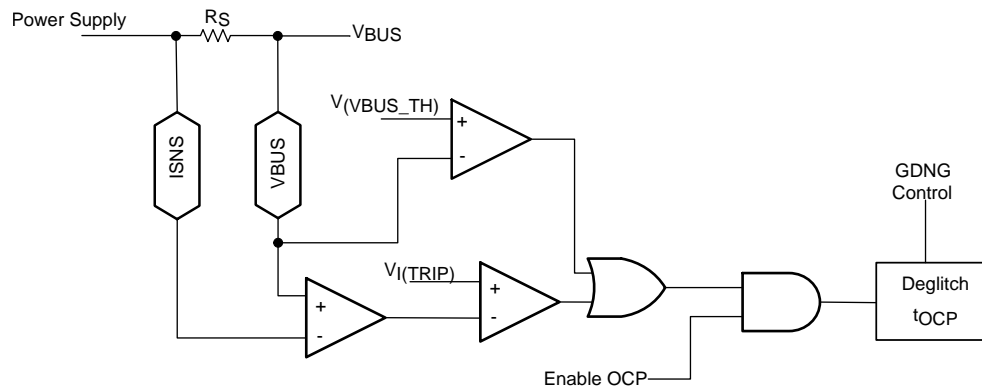 Power Supply
RS
VBUS
ISNS
VBUS
V(VBUS_TH)
+
-
GDNG
Control
VI(TRIP)
+
-
+
-
Deglitch
tOCP
Enable OCP